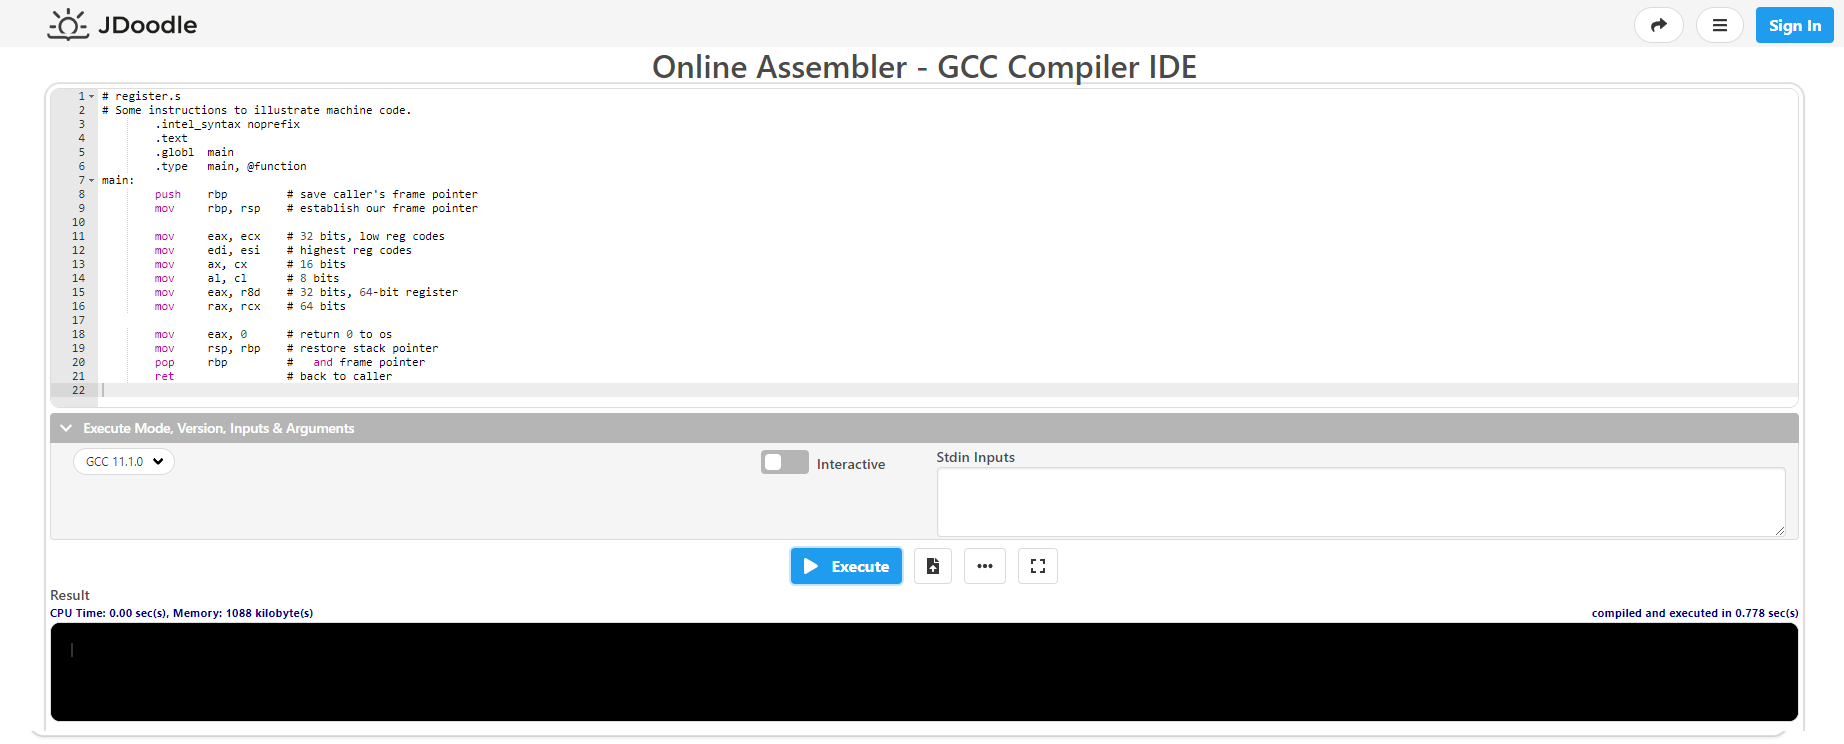 JDoodle
Sign In
Online Assembler - GCC Compiler IDE
1 # register.s
2 # Some instructions to illustrate machine code.
3 .intel_syntax noprefix
4 .text
5 .globl main
6 .type main, @function
7 main:
8 push rbp # save caller's frame pointer
9 mov rbp, rsp # establish our frame pointer
10
11 mov eax, ecx # 32 bits, low reg codes
12 mov edi, esi # highest reg codes
13 mov ax, cx # 16 bits
14 mov al, cl # 8 bits
15 mov eax, r8d # 32 bits, 64-bit register
16 mov rax, rcx # 64 bits
17
18 mov eax, 0 # return 0 to os
19 mov rsp, rbp # restore stack pointer
20 pop rbp # and frame pointer
21 ret # back to caller
22
Execute Mode, Version, Inputs & Arguments
GCC 11.1.0
Interactive
Stdin Inputs
Execute
Result
CPU Time: 0.00 sec(s), Memory: 1088 kilobyte(s)
compiled and executed in 0.778 sec(s)